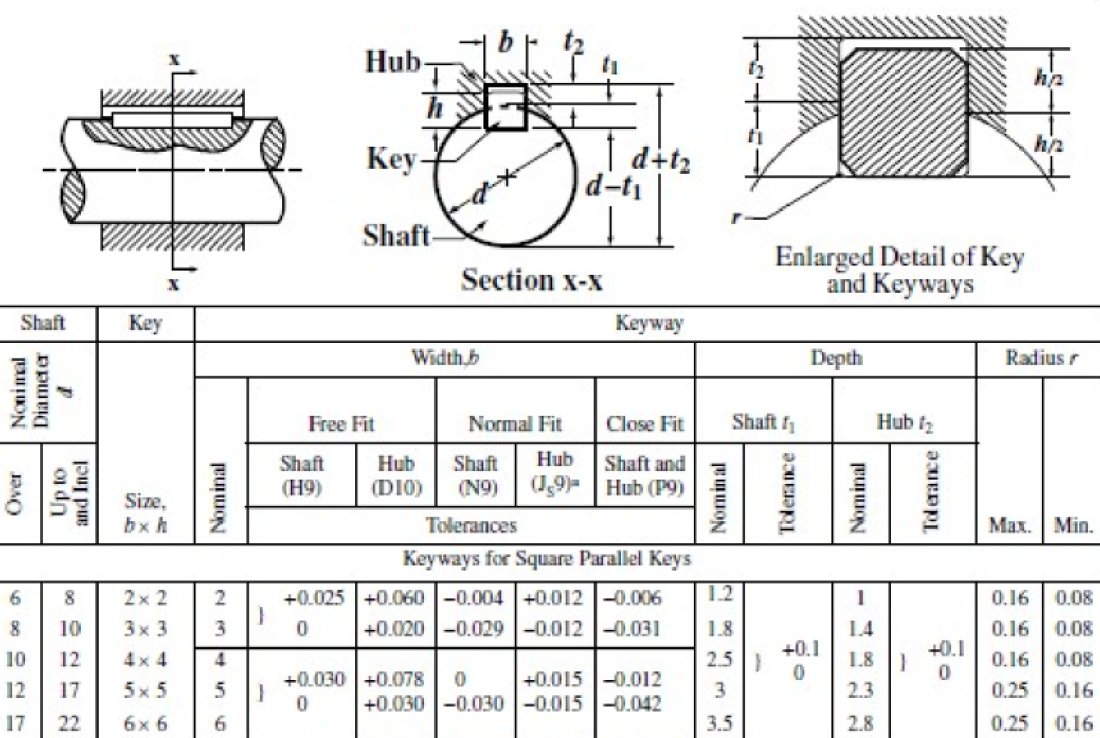 x
x
Hub
b
t2
t1
h
Key
d
d+t2
d–t1
Shaft
Section x-x
t2
t1
h/2
h/2
r
Enlarged Detail of Key
and Keyways
Shaft Key Keyway
Nominal Diameter d Width, b Depth Radius r
Free Fit Normal Fit Close Fit Shaft t1 Hub t2
Over Up to and Incl Size, b × h Nominal Shaft (H9) Hub (D10) Shaft (N9) Hub (JS9)= Shaft and Hub (P9) Nominal Tolerance Nominal Tolerance Max. Min.
Tolerances
Keyways for Square Parallel Keys
6 8 2 × 2 2 +0.025 +0.060 –0.004 +0.012 –0.006 1.2 1 0.16 0.08
8 10 3 × 3 3 } 0 +0.020 –0.029 –0.012 –0.031 1.8 1.4 0.16 0.08
10 12 4 × 4 4 2.5 } +0.1 0 1.8 } +0.1 0 0.16 0.08
12 17 5 × 5 5 } +0.030 0 +0.078 +0.030 0 –0.030 +0.015 –0.015 –0.012 –0.042 3 2.3 0.25 0.16
17 22 6 × 6 6 3.5 2.8 0.25 0.16